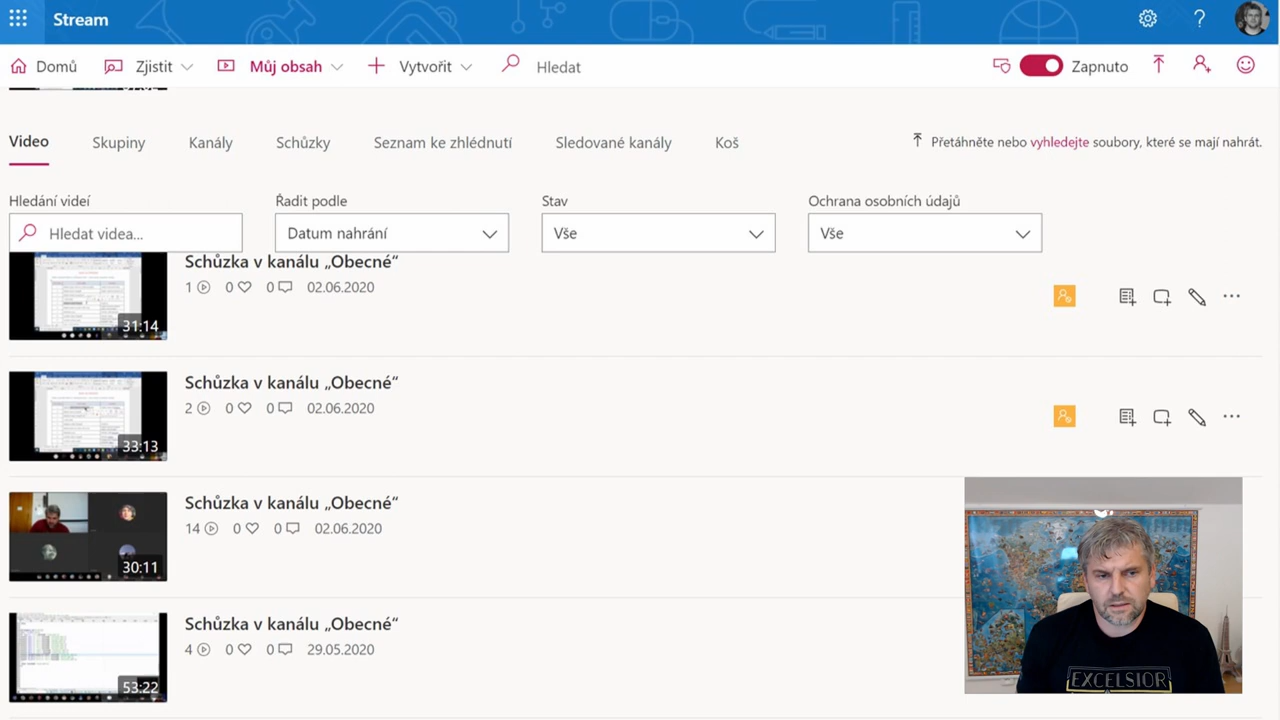 Stream
Domů Zjistit Můj obsah Vytvořit Hledat Zapnuto
Video Skupiny Kanály Schůzky Seznam ke zhlédnutí Sledované kanály Koš Přetáhněte nebo vyhledejte soubory, které se mají nahrát.
Hledání videí Řadit podle Stav Ochrana osobních údajů
Hledat videa... Datum nahrání Vše Vše
Schůzka v kanálu „Obecné“
1 0 0 02.06.2020
31:14
Schůzka v kanálu „Obecné“
2 0 0 02.06.2020
33:13
Schůzka v kanálu „Obecné“
14 0 0 02.06.2020
30:11
Schůzka v kanálu „Obecné“
4 0 0 29.05.2020
53:22
EXCELSIOR